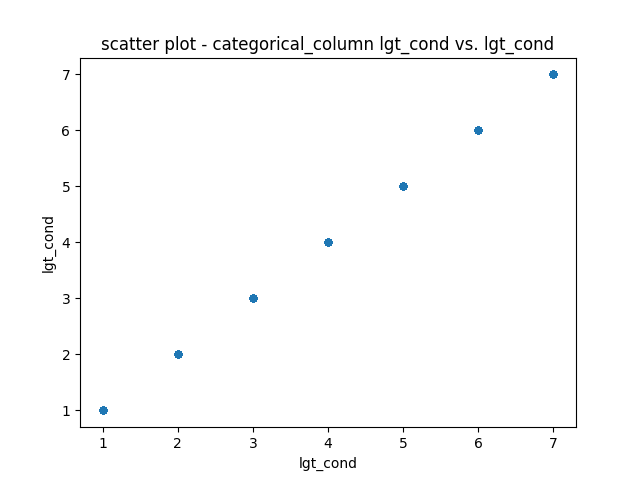 scatter plot - categorical_column lgt_cond vs. lgt_cond
7
6
5
4
3
2
1
lgt_cond
1 2 3 4 5 6 7
lgt_cond